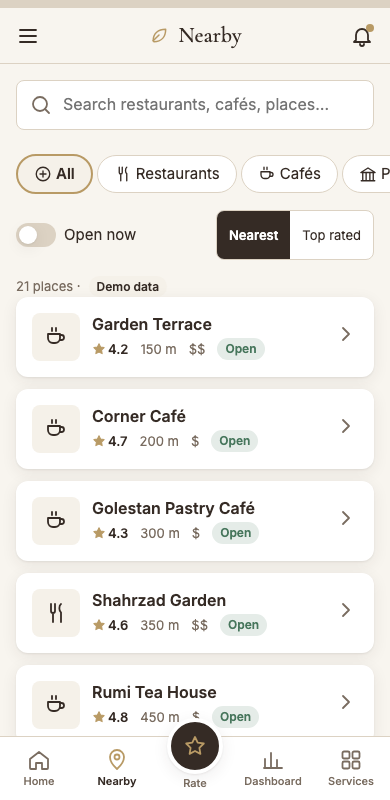 Nearby
Search restaurants, cafés, places...
All Restaurants Cafés P
Open now Nearest Top rated
21 places · Demo data
Garden Terrace
4.2 150 m $$ Open
Corner Café
4.7 200 m $ Open
Golestan Pastry Café
4.3 300 m $ Open
Shahrzad Garden
4.6 350 m $$ Open
Rumi Tea House
4.8 450 m $ Open
Home Nearby Rate Dashboard Services